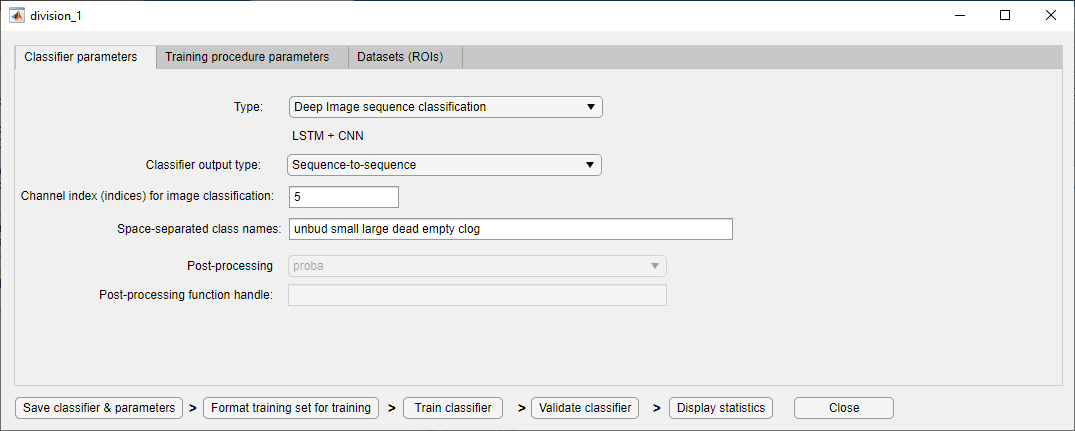 division_1
Classifier parameters Training procedure parameters Datasets (ROIs)
Type: Deep Image sequence classification
LSTM + CNN
Classifier output type: Sequence-to-sequence
Channel index (indices) for image classification: 5
Space-separated class names: unbud small large dead empty clog
Post-processing proba
Post-processing function handle:
Save classifier & parameters > Format training set for training > Train classifier > Validate classifier > Display statistics Close